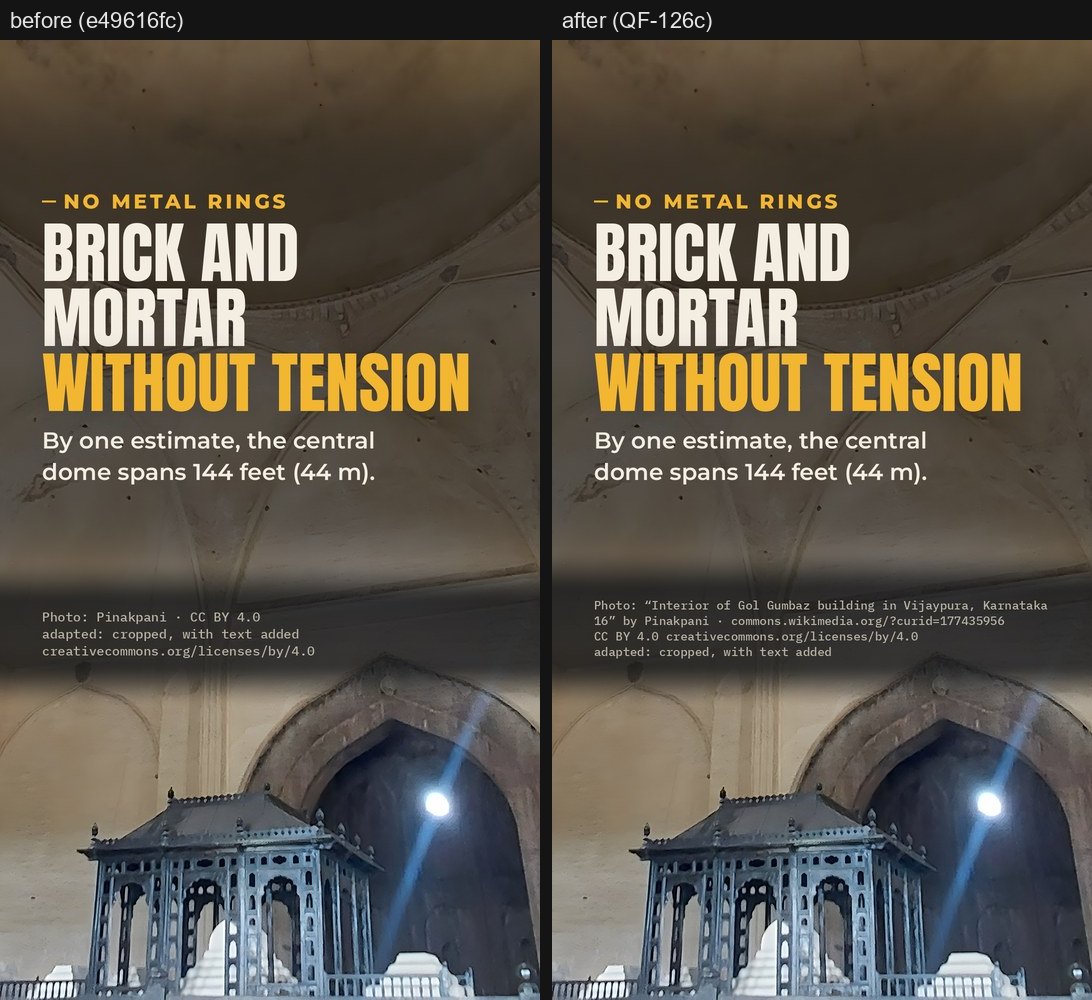 before (e49616fc)
— NO METAL RINGS
BRICK AND
MORTAR
WITHOUT TENSION
By one estimate, the central
dome spans 144 feet (44 m).
Photo: Pinakpani · CC BY 4.0
adapted: cropped, with text added
creativecommons.org/licenses/by/4.0
after (QF-126c)
— NO METAL RINGS
BRICK AND
MORTAR
WITHOUT TENSION
By one estimate, the central
dome spans 144 feet (44 m).
Photo: “Interior of Gol Gumbaz building in Vijaypura, Karnataka
16” by Pinakpani · commons.wikimedia.org/?curid=177435956
CC BY 4.0 creativecommons.org/licenses/by/4.0
adapted: cropped, with text added